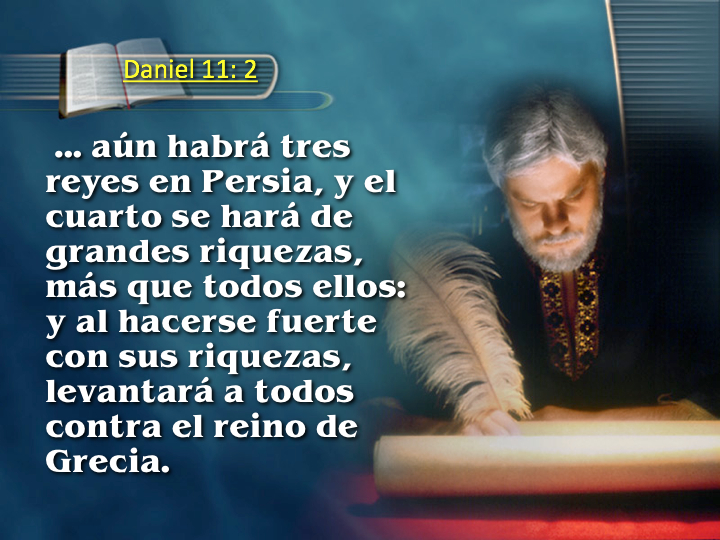 Daniel 11: 2
... aún habrá tres
reyes en Persia, y el
cuarto se hará de
grandes riquezas,
más que todos ellos:
y al hacerse fuerte
con sus riquezas,
levantará a todos
contra el reino de
Grecia.